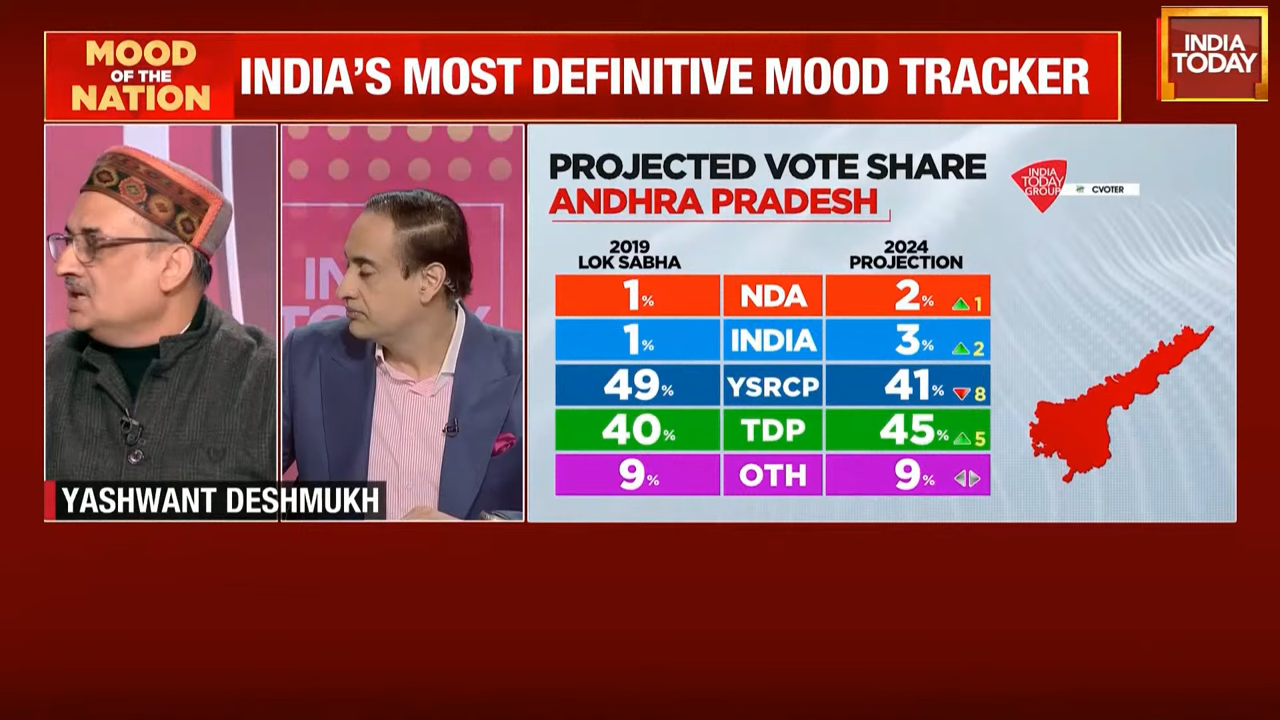 MOOD
OF THE
NATION
INDIA'S MOST DEFINITIVE MOOD TRACKER
INDIA
TODAY
IN
YASHWANT DESHMUKH
PROJECTED VOTE SHARE
ANDHRA PRADESH
INDIA
TODAY
GROUP
CVOTER
2019
LOK SABHA
2024
PROJECTION
1% NDA 2% 1
1% INDIA 3% 2
49% YSRCP 41% 8
40% TDP 45% 5
9% OTH 9%